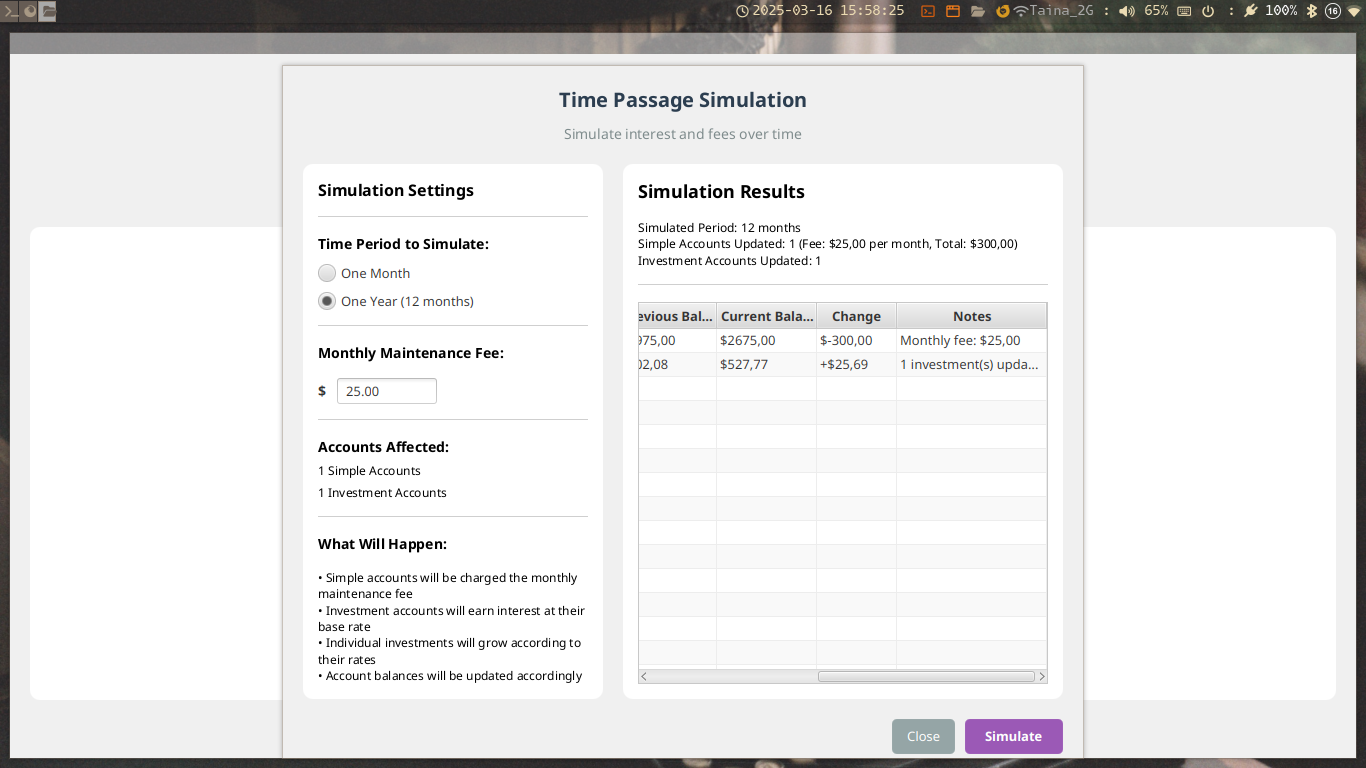 2025-03-16 15:58:25
Taina_2G : 65% : 100% 16
Time Passage Simulation
Simulate interest and fees over time
Simulation Settings
Time Period to Simulate:
One Month
One Year (12 months)
Monthly Maintenance Fee:
$ 25.00
Accounts Affected:
1 Simple Accounts
1 Investment Accounts
What Will Happen:
• Simple accounts will be charged the monthly
maintenance fee
• Investment accounts will earn interest at their
base rate
• Individual investments will grow according to
their rates
• Account balances will be updated accordingly
Simulation Results
Simulated Period: 12 months
Simple Accounts Updated: 1 (Fee: $25,00 per month, Total: $300,00)
Investment Accounts Updated: 1
evious Bal... Current Bala... Change Notes
975,00 $2675,00 $-300,00 Monthly fee: $25,00
02,08 $527,77 +$25,69 1 investment(s) upda...
Close Simulate